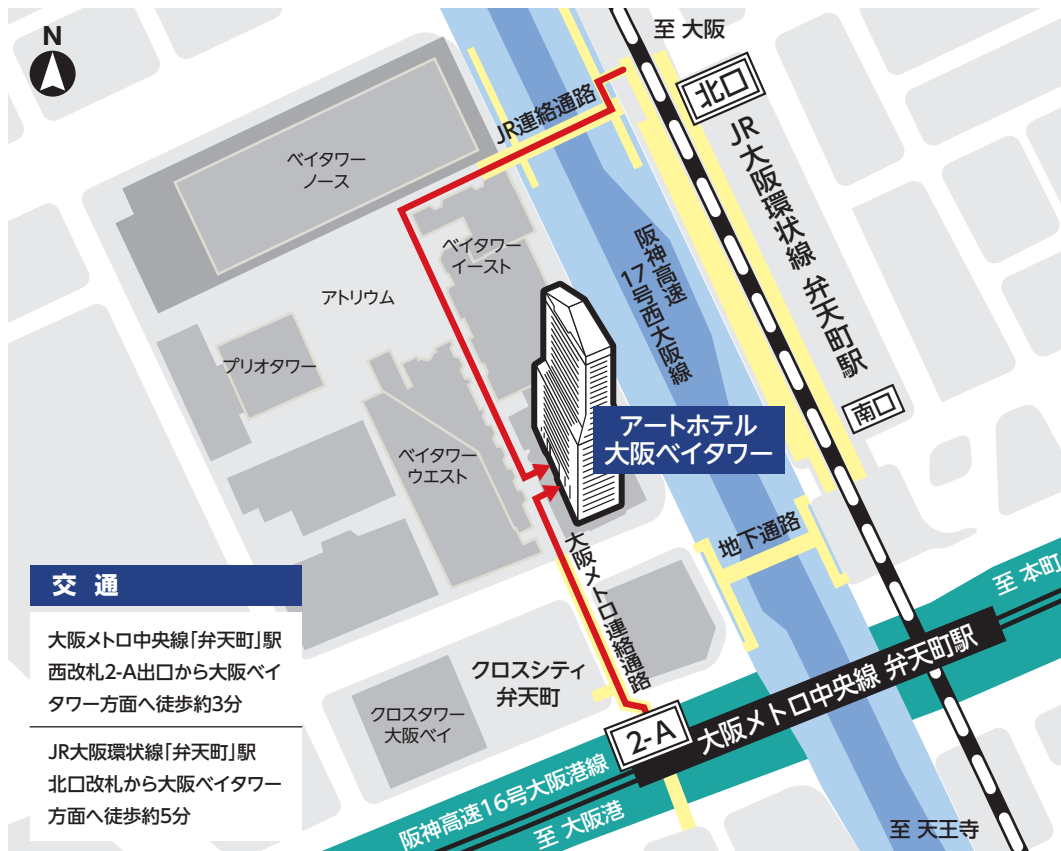 N
至 大阪
北口
JR連絡通路
JR大阪環状線 弁天町駅
ベイタワー
ノース
ベイタワー
イースト
阪神高速
17号西大阪線
アトリウム
プリオタワー
南口
アートホテル
大阪ベイタワー
ベイタワー
ウエスト
地下通路
大阪メトロ連絡通路
至 本町
交 通
大阪メトロ中央線「弁天町」駅
西改札2-A出口から大阪ベイ
タワー方面へ徒歩約3分
JR大阪環状線「弁天町」駅
北口改札から大阪ベイタワー
方面へ徒歩約5分
クロスシティ
弁天町
クロスタワー
大阪ベイ
2-A
大阪メトロ中央線 弁天町駅
阪神高速16号大阪港線
至 大阪港
至 天王寺